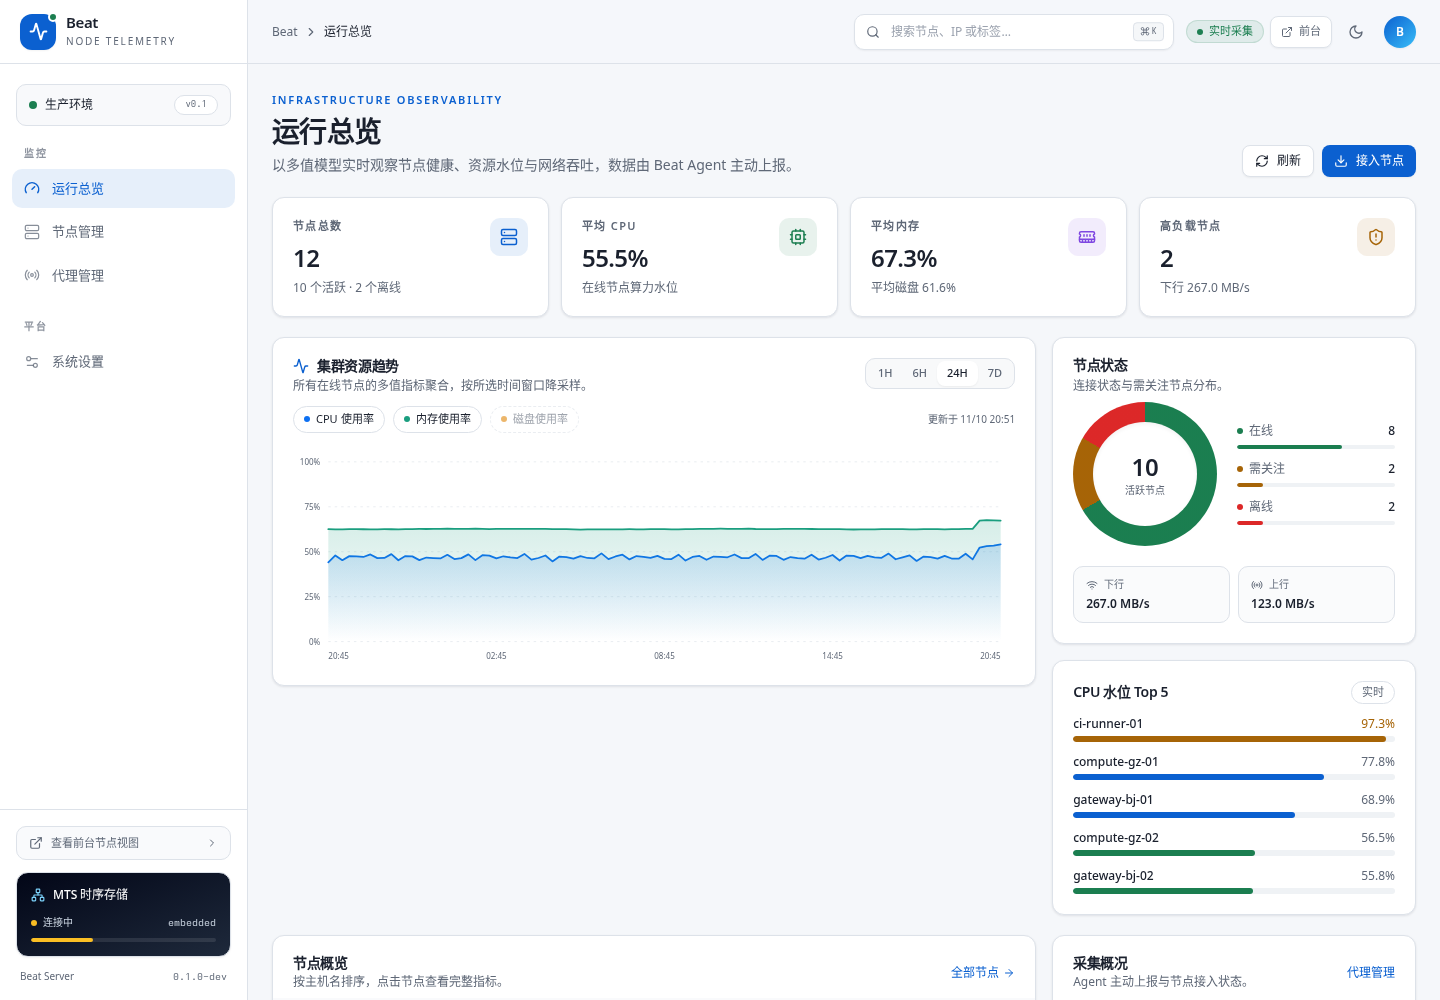 Beat
NODE TELEMETRY
生产环境
v0.1
监控
运行总览
节点管理
代理管理
平台
系统设置
查看前台节点视图
MTS 时序存储
连接中
embedded
Beat Server
0.1.0-dev
Beat
运行总览
搜索节点、IP 或标签...
⌘K
实时采集
前台
B
INFRASTRUCTURE OBSERVABILITY
运行总览
以多值模型实时观察节点健康、资源水位与网络吞吐，数据由 Beat Agent 主动上报。
刷新
接入节点
节点总数
12
10 个活跃 · 2 个离线
平均 CPU
55.5%
在线节点算力水位
平均内存
67.3%
平均磁盘 61.6%
高负载节点
2
下行 267.0 MB/s
集群资源趋势
所有在线节点的多值指标聚合，按所选时间窗口降采样。
1H
6H
24H
7D
CPU 使用率
内存使用率
磁盘使用率
更新于 11/10 20:51
100%
75%
50%
25%
0%
20:45
02:45
08:45
14:45
20:45
节点状态
连接状态与需关注节点分布。
10
活跃节点
在线
8
需关注
2
离线
2
下行
267.0 MB/s
上行
123.0 MB/s
CPU 水位 Top 5
实时
ci-runner-01
97.3%
compute-gz-01
77.8%
gateway-bj-01
68.9%
compute-gz-02
56.5%
gateway-bj-02
55.8%
节点概览
按主机名排序，点击节点查看完整指标。
全部节点
采集概况
Agent 主动上报与节点接入状态。
代理管理